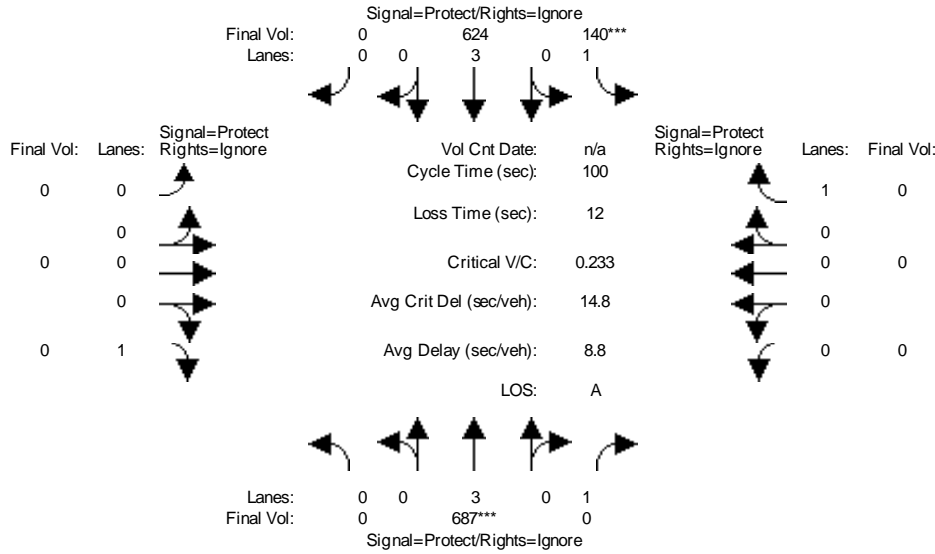 Signal=Protect/Rights=Ignore
Final Vol: 0 624 140***
Lanes: 0 0 3 0 1
Signal=Protect
Final Vol: Lanes: Rights=Ignore
Vol Cnt Date: n/a
Signal=Protect
Rights=Ignore Lanes: Final Vol:
Cycle Time (sec): 100
0 0
1 0
Loss Time (sec): 12
0
0
0 0
Critical V/C: 0.233
0 0
0
Avg Crit Del (sec/veh): 14.8
0
0 1
Avg Delay (sec/veh): 8.8
0 0
LOS: A
Lanes: 0 0 3 0 1
Final Vol: 0 687*** 0
Signal=Protect/Rights=Ignore